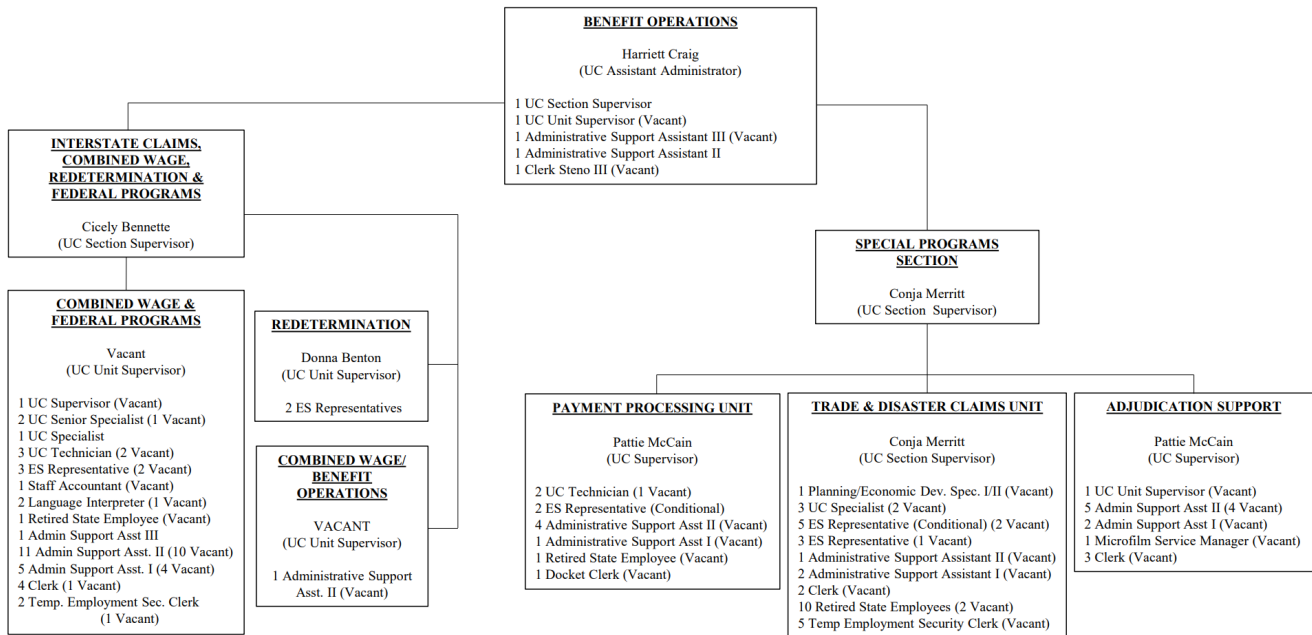 BENEFIT OPERATIONS
Harriett Craig
(UC Assistant Administrator)
1 UC Section Supervisor
1 UC Unit Supervisor (Vacant)
1 Administrative Support Assistant III (Vacant)
1 Administrative Support Assistant II
1 Clerk Steno III (Vacant)
INTERSTATE CLAIMS,
COMBINED WAGE,
REDETERMINATION &
FEDERAL PROGRAMS
Cicely Bennette
(UC Section Supervisor)
SPECIAL PROGRAMS
SECTION
Conja Merritt
(UC Section  Supervisor)
COMBINED WAGE &
FEDERAL PROGRAMS
Vacant
(UC Unit Supervisor)
1 UC Supervisor (Vacant)
2 UC Senior Specialist (1 Vacant)
1 UC Specialist
3 UC Technician (2 Vacant)
3 ES Representative (2 Vacant)
1 Staff Accountant (Vacant)
2 Language Interpreter (1 Vacant)
1 Retired State Employee (Vacant)
1 Admin Support Asst III
11 Admin Support Asst. II (10 Vacant)
5 Admin Support Asst. I (4 Vacant)
4 Clerk (1 Vacant)
2 Temp. Employment Sec. Clerk
(1 Vacant)
REDETERMINATION
Donna Benton
(UC Unit Supervisor)
2 ES Representatives
COMBINED WAGE/
BENEFIT
OPERATIONS
VACANT
(UC Unit Supervisor)
1 Administrative Support
Asst. II (Vacant)
PAYMENT PROCESSING UNIT
Pattie McCain
(UC Supervisor)
2 UC Technician (1 Vacant)
2 ES Representative (Conditional)
4 Administrative Support Asst II (Vacant)
1 Administrative Support Asst I (Vacant)
1 Retired State Employee (Vacant)
1 Docket Clerk (Vacant)
TRADE & DISASTER CLAIMS UNIT
Conja Merritt
(UC Section Supervisor)
1 Planning/Economic Dev. Spec. I/II (Vacant)
3 UC Specialist (2 Vacant)
5 ES Representative (Conditional) (2 Vacant)
3 ES Representative (1 Vacant)
1 Administrative Support Assistant II (Vacant)
2 Administrative Support Assistant I (Vacant)
2 Clerk (Vacant)
10 Retired State Employees (2 Vacant)
5 Temp Employment Security Clerk (Vacant)
ADJUDICATION SUPPORT
Pattie McCain
(UC Supervisor)
1 UC Unit Supervisor (Vacant)
5 Admin Support Asst II (4 Vacant)
2 Admin Support Asst I (Vacant)
1 Microfilm Service Manager (Vacant)
3 Clerk (Vacant)